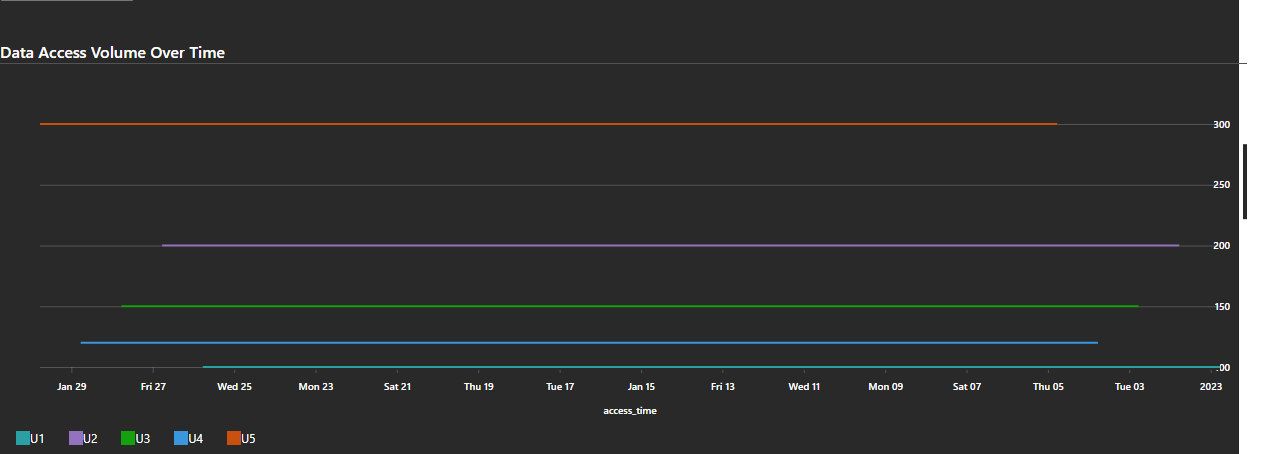 Data Access Volume Over Time
300
250
200
150
00
Jan 29 Fri 27 Wed 25 Mon 23 Sat 21 Thu 19 Tue 17 Jan 15 Fri 13 Wed 11 Mon 09 Sat 07 Thu 05 Tue 03 2023
access_time
U1 U2 U3 U4 U5